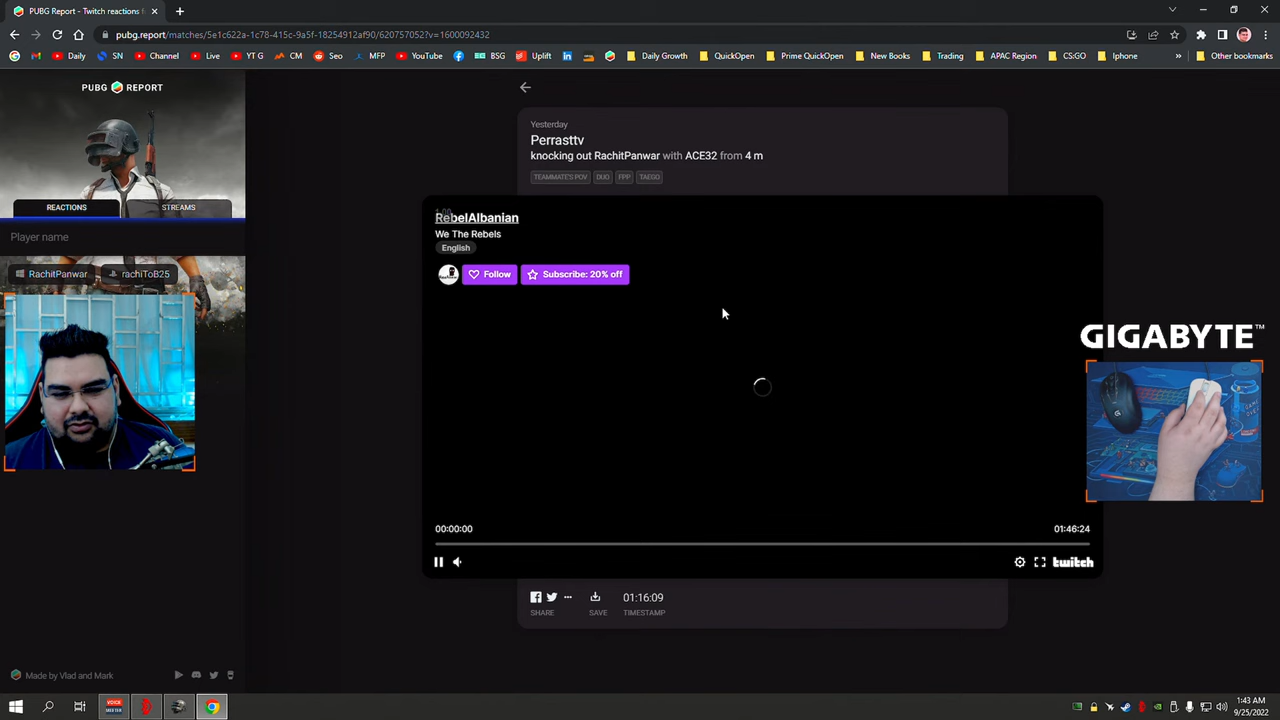 PUBG Report - Twitch reactions f
pubg.report/matches/5e1c622a-1c78-415c-9a5f-18254912af90/620757052?v=1600092432
Daily
SN
Channel
Live
YT G
CM
Seo
MFP
YouTube
BSG
Uplift
Daily Growth
QuickOpen
Prime QuickOpen
New Books
Trading
APAC Region
CS:GO
Iphone
»
Other bookmarks
PUBG REPORT
REACTIONS
STREAMS
Player name
RachitPanwar
rachiToB25
Yesterday
Perrasttv
knocking out RachitPanwar with ACE32 from 4 m
TEAMMATE'S POV
DUO
FPP
TAEGO
RebelAlbanian
We The Rebels
English
Follow
Subscribe: 20% off
GIGABYTE™
00:00:00
01:46:24
twitch
01:16:09
SHARE
SAVE
TIMESTAMP
Made by Vlad and Mark
VOICE
1:43 AM
9/25/2022